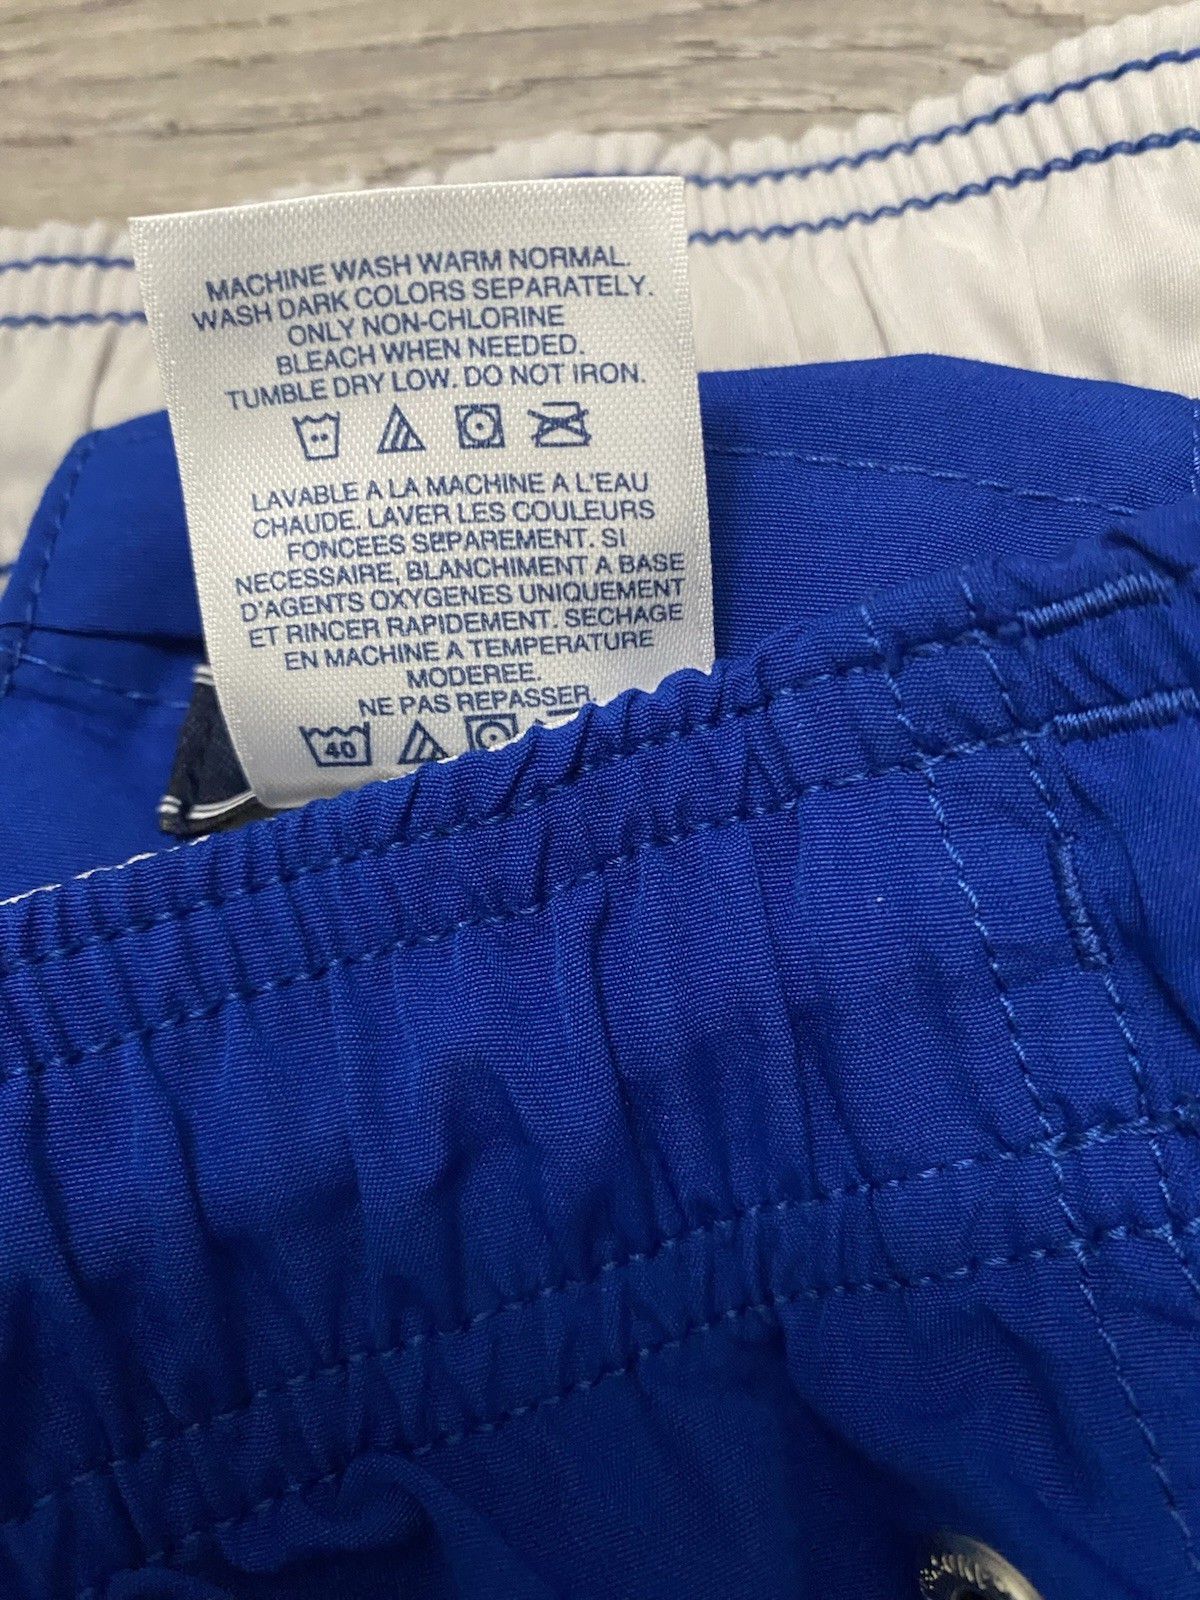 MACHINE WASH WARM NORMAL.
WASH DARK COLORS SEPARATELY.
ONLY NON-CHLORINE
BLEACH WHEN NEEDED.
TUMBLE DRY LOW. DO NOT IRON.
LAVABLE A LA MACHINE A L'EAU
CHAUDE. LAVER LES COULEURS
FONCEES SEPAREMENT. SI
NECESSAIRE, BLANCHIMENT A BASE
D'AGENTS OXYGENES UNIQUEMENT
ET RINCER RAPIDEMENT. SECHAGE
EN MACHINE A TEMPERATURE
MODEREE.
NE PAS REPASSER.
40